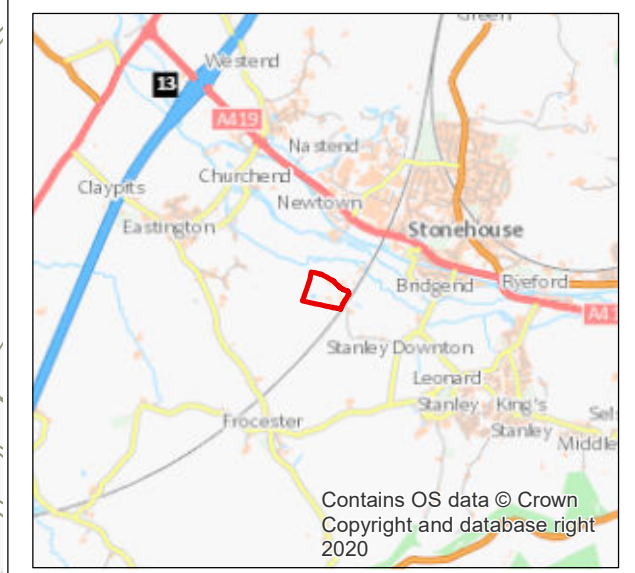 Green
Westend
13
A419
Nastend
Churchend
Claypits
Newtown
Eastington
Stonehouse
Bridgend
Ryeford
A41
Stanley Downton
Leonard
Stanley
King's
Stanley
Frocester
Sel
Middle
Contains OS data © Crown
Copyright and database right
2020